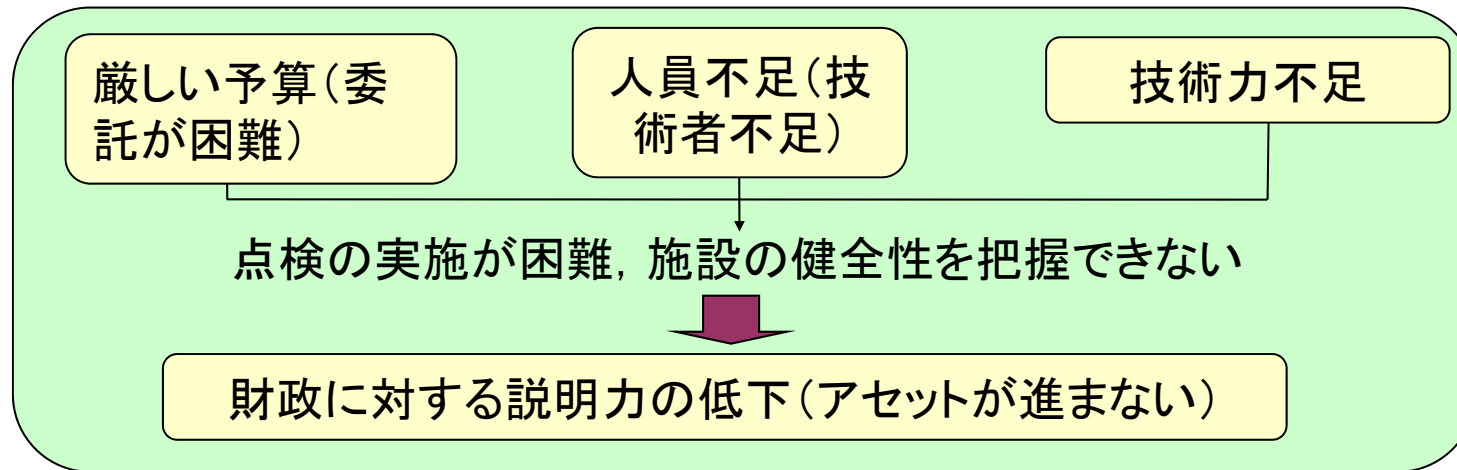 厳しい予算（委
託が困難）
人員不足（技
術者不足）
技術力不足
点検の実施が困難，施設の健全性を把握できない
財政に対する説明力の低下（アセットが進まない）